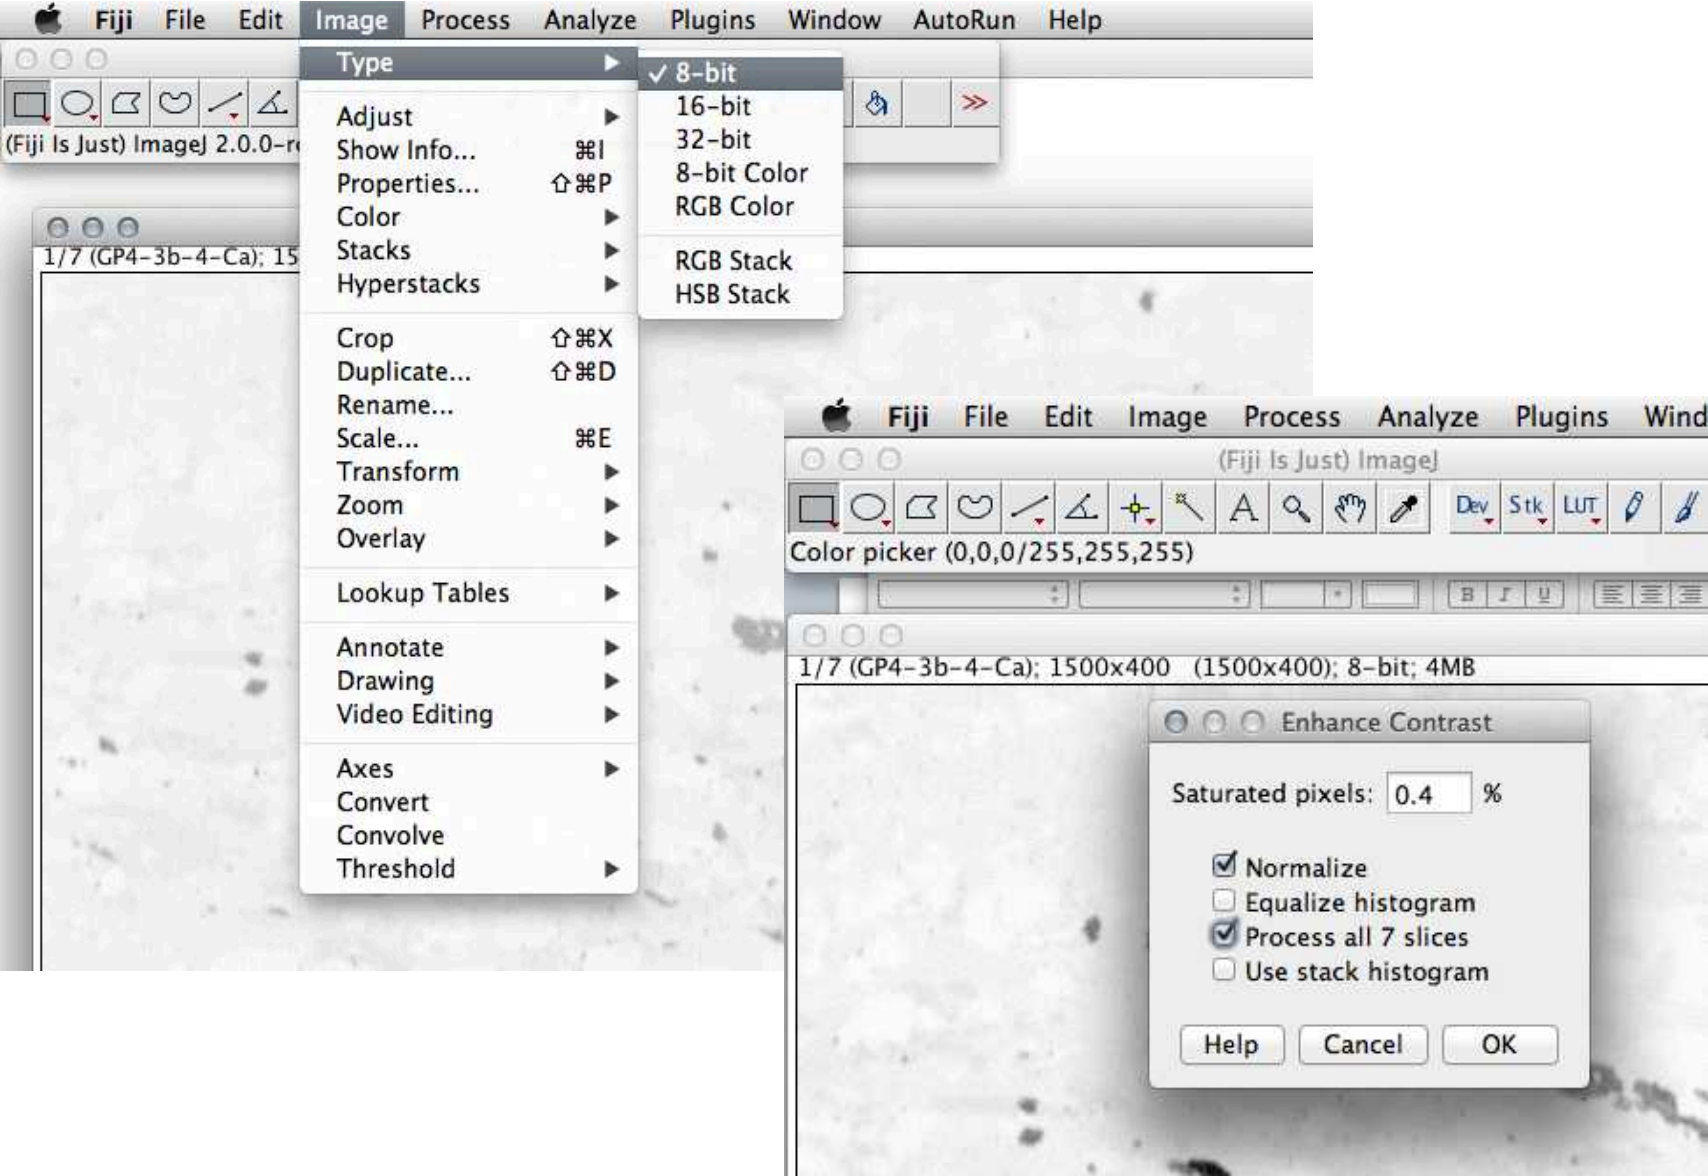 Fiji File Edit Image Process Analyze Plugins Window AutoRun Help
(Fiji Is Just) ImageJ 2.0.0-r
1/7 (GP4-3b-4-Ca); 15
Type
Adjust
Show Info... ⌘I
Properties... ⇧⌘P
Color
Stacks
Hyperstacks
Crop ⇧⌘X
Duplicate... ⇧⌘D
Rename...
Scale... ⌘E
Transform
Zoom
Overlay
Lookup Tables
Annotate
Drawing
Video Editing
Axes
Convert
Convolve
Threshold
✓ 8-bit
16-bit
32-bit
8-bit Color
RGB Color
RGB Stack
HSB Stack
Fiji File Edit Image Process Analyze Plugins Wind
(Fiji Is Just) ImageJ
A Dev Stk LUT
Color picker (0,0,0/255,255,255)
B I U
1/7 (GP4-3b-4-Ca); 1500x400 (1500x400); 8-bit; 4MB
Enhance Contrast
Saturated pixels: 0.4 %
Normalize
Equalize histogram
Process all 7 slices
Use stack histogram
Help Cancel OK